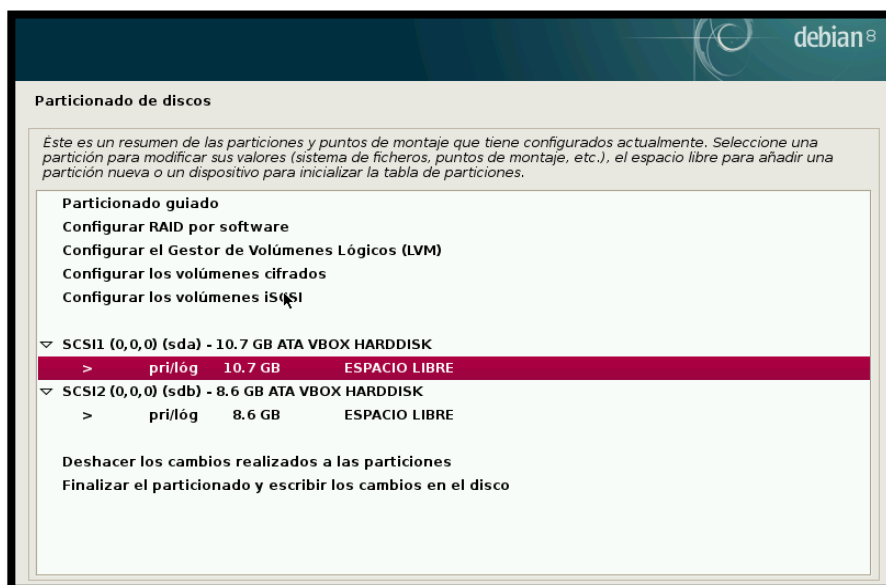 debian 8
Particionado de discos
Éste es un resumen de las particiones y puntos de montaje que tiene configurados actualmente. Seleccione una
partición para modificar sus valores (sistema de ficheros, puntos de montaje, etc.), el espacio libre para añadir una
partición nueva o un dispositivo para inicializar la tabla de particiones.
Particionado guiado
Configurar RAID por software
Configurar el Gestor de Volúmenes Lógicos (LVM)
Configurar los volúmenes cifrados
Configurar los volúmenes iSCSI
SCSI1 (0,0,0) (sda) - 10.7 GB ATA VBOX HARDDISK
> pri/lóg 10.7 GB ESPACIO LIBRE
SCSI2 (0,0,0) (sdb) - 8.6 GB ATA VBOX HARDDISK
> pri/lóg 8.6 GB ESPACIO LIBRE
Deshacer los cambios realizados a las particiones
Finalizar el particionado y escribir los cambios en el disco